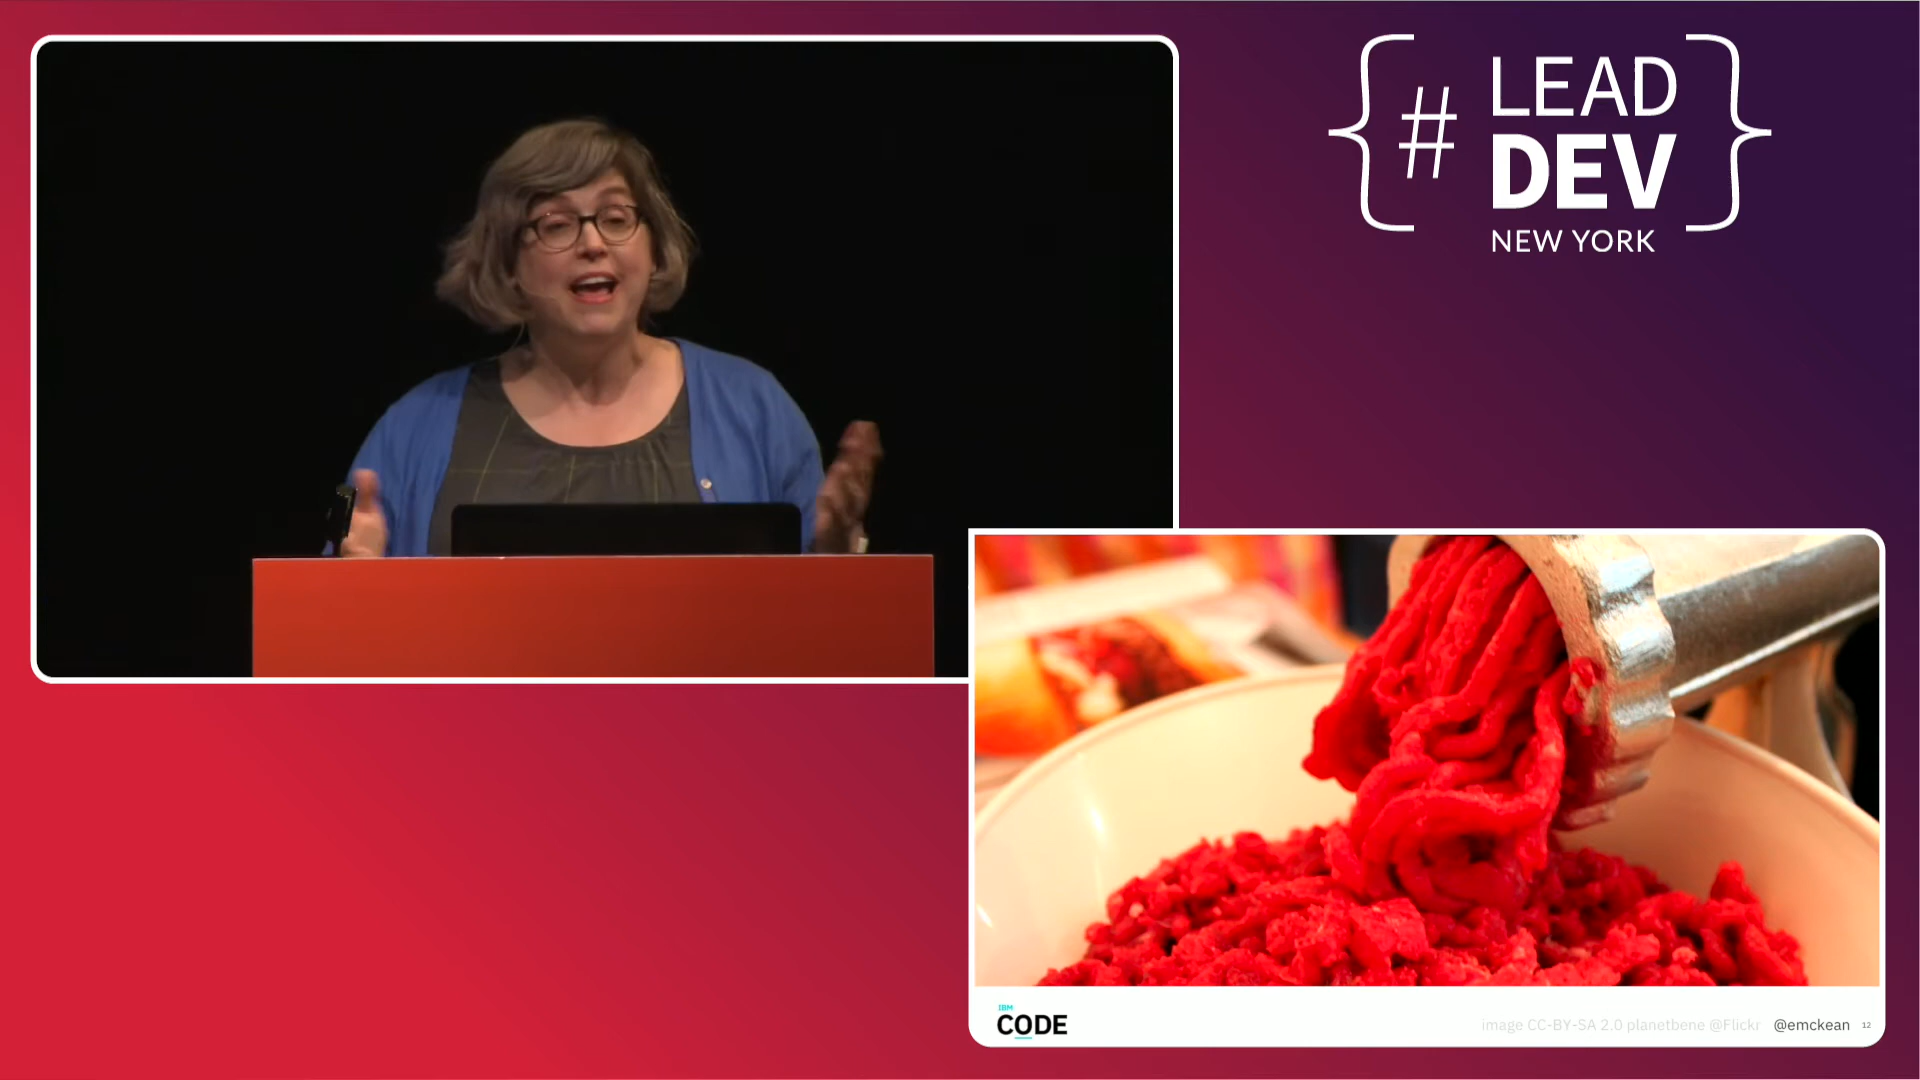 #
LEAD
DEV
NEW YORK
IBM
CODE
image CC-BY-SA 2.0 planetbene @Flickr @emckean 12